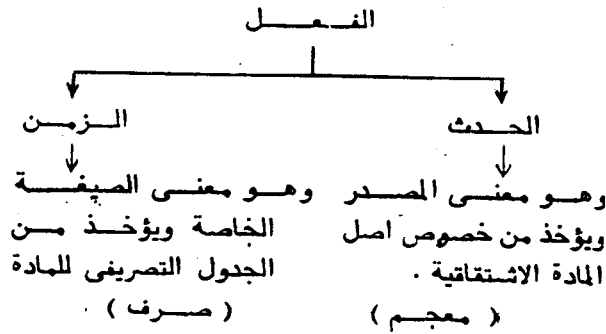 الفعل
الحدث
الزمن
وهو معنى المصدر
ويؤخذ من خصوص اصل
المادة الاشتقاقية .
( معجم )
وهو معنى الصيغة
الخاصة ويؤخذ من
الجدول التصريفى للمادة
( صرف ) .